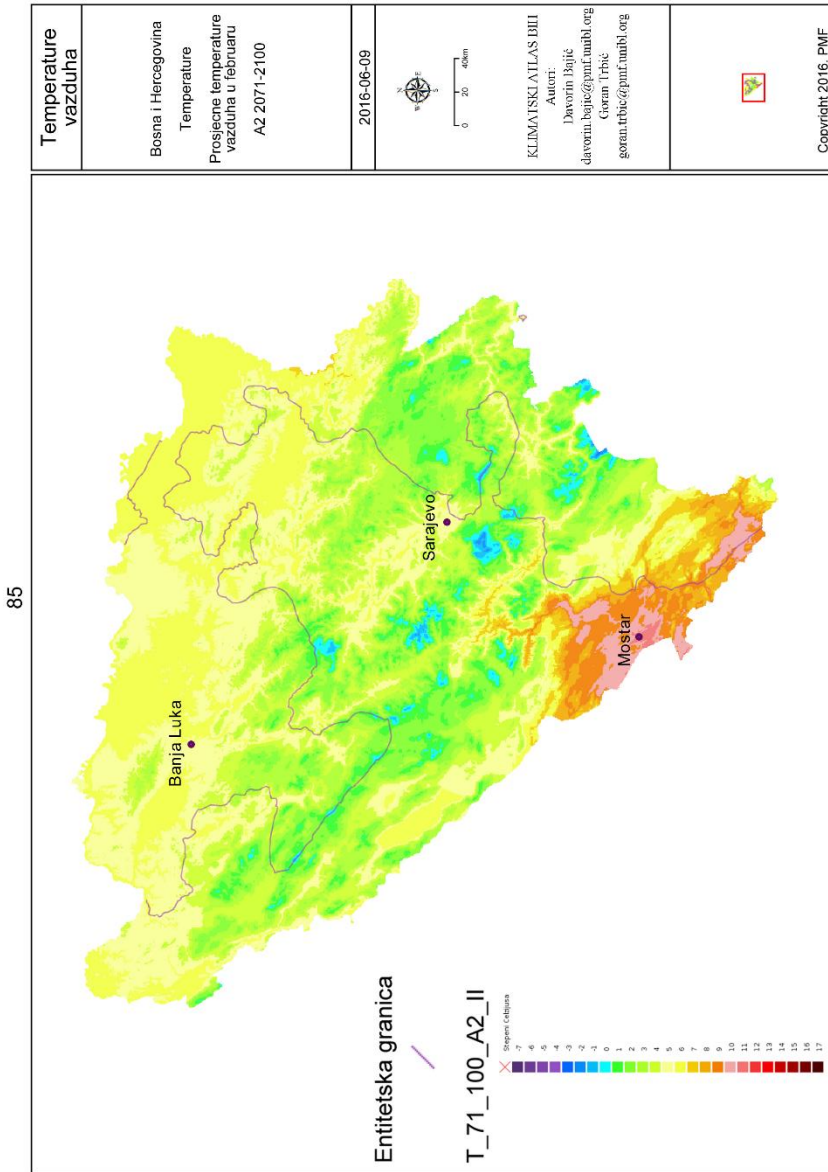 85
Temperature
vazduha
Bosna i Hercegovina
Temperature
Prosjecne temperature
vazduha u februaru
A2 2071-2100
2016-06-09
N
W
E
S
0 20 40km
KLIMATSKI ATLAS BIH
Autori:
Davorin Bajić
davorin.bajic@pmf.unibl.org
Goran Trbić
goran.trbic@pmf.unibl.org
Copyright 2016. PMF
Banja Luka
Sarajevo
Mostar
Entitetska granica
T_71_100_A2_II
Stepeni Celzijusa
-7
-6
-5
-4
-3
-2
-1
0
1
2
3
4
5
6
7
8
9
10
11
12
13
14
15
16
17